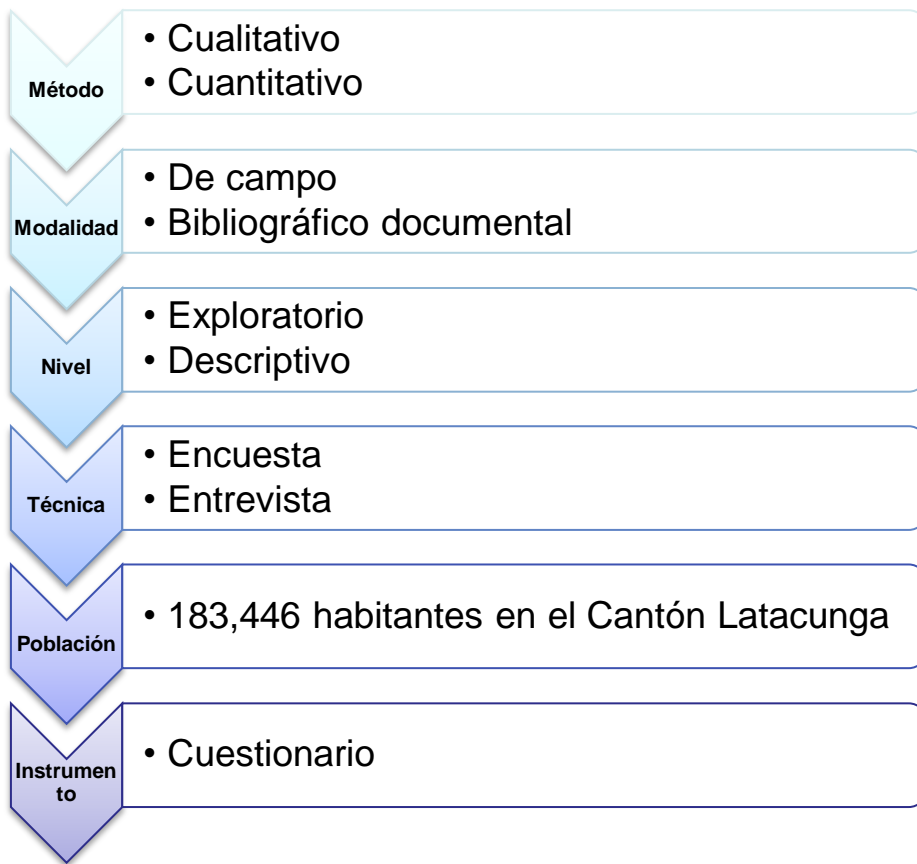 Método
• Cualitativo
• Cuantitativo
Modalidad
• De campo
• Bibliográfico documental
Nivel
• Exploratorio
• Descriptivo
Técnica
• Encuesta
• Entrevista
Población
• 183,446 habitantes en el Cantón Latacunga
Instrumen
to
• Cuestionario